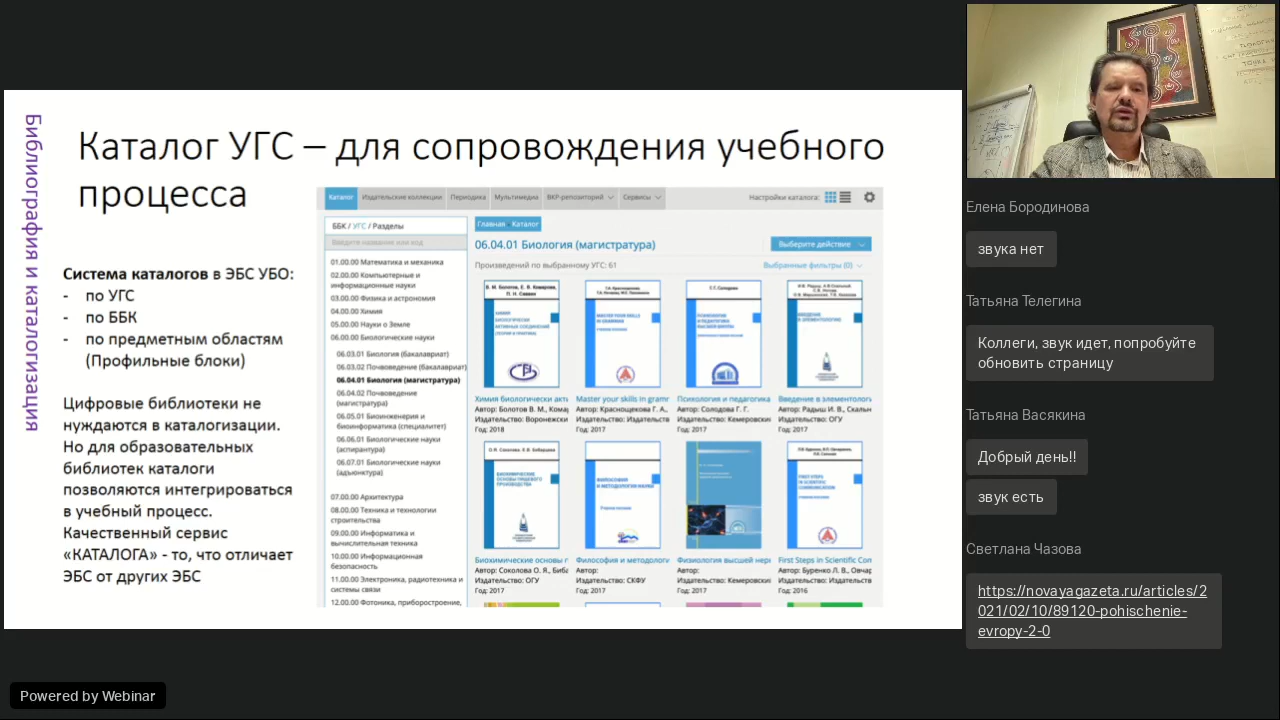 Библиография и каталогизация
Каталог УГС – для сопровождения учебного
процесса
Система каталогов в ЭБС УБО:
- по УГС
- по ББК
- по предметным областям
(Профильные блоки)
Цифровые библиотеки не
нуждаются в каталогизации.
Но для образовательных
библиотек каталоги
позволяются интегрироваться
в учебный процесс.
Качественный сервис
«КАТАЛОГА» - то, что отличает
ЭБС от других ЭБС
Каталог Издательские коллекции Периодика Мультимедиа ВКР-репозиторий Сервисы Настройки каталога:
ББК / УГС / Разделы
Введите название или код
01.00.00 Математика и механика
02.00.00 Компьютерные и
информационные науки
03.00.00 Физика и астрономия
04.00.00 Химия
05.00.00 Науки о Земле
06.00.00 Биологические науки
06.03.01 Биология (бакалавриат)
06.03.02 Почвоведение (бакалавриат)
06.04.01 Биология (магистратура)
06.04.02 Почвоведение
(магистратура)
06.05.01 Биоинженерия и
биоинформатика (специалитет)
06.06.01 Биологические науки
(аспирантура)
06.07.01 Биологические науки
(адъюнктура)
07.00.00 Архитектура
08.00.00 Техника и технологии
строительства
09.00.00 Информатика и
вычислительная техника
10.00.00 Информационная
безопасность
11.00.00 Электроника, радиотехника и
системы связи
12.00.00 Фотоника, приборостроение,
Главная Каталог
06.04.01 Биология (магистратура)
Выберите действие
Произведений по выбранному УГС: 61
Выбранные фильтры (0)
Химия биологически акти
Автор: Болотов В. М., Комар
Издательство: Воронежски
Год: 2018
Master your skills in gramm
Автор: Краснощекова Г. А.,
Издательство: Издательств
Год: 2017
Психология и педагогика
Автор: Солодова Г. Г.
Издательство: Кемеровски
Год: 2017
Введение в элементолог
Автор: Радыш И. В., Скальн
Издательство: ОГУ
Год: 2017
Биохимические основы п
Автор: Соколова О. Я., Биба
Издательство: ОГУ
Год: 2017
Философия и методологи
Автор:
Издательство: СКФУ
Год: 2017
Физиология высшей нерв
Автор:
Издательство: Кемеровски
Год: 2017
First Steps in Scientific Con
Автор: Буренко Л. В., Овчар
Издательство: Издательств
Год: 2016
Елена Бородинова
звука нет
Татьяна Телегина
Коллеги, звук идет, попробуйте
обновить страницу
Татьяна Васякина
Добрый день!!
звук есть
Светлана Чазова
https://novayagazeta.ru/articles/2
021/02/10/89120-pohischenie-
evropy-2-0
Powered by Webinar